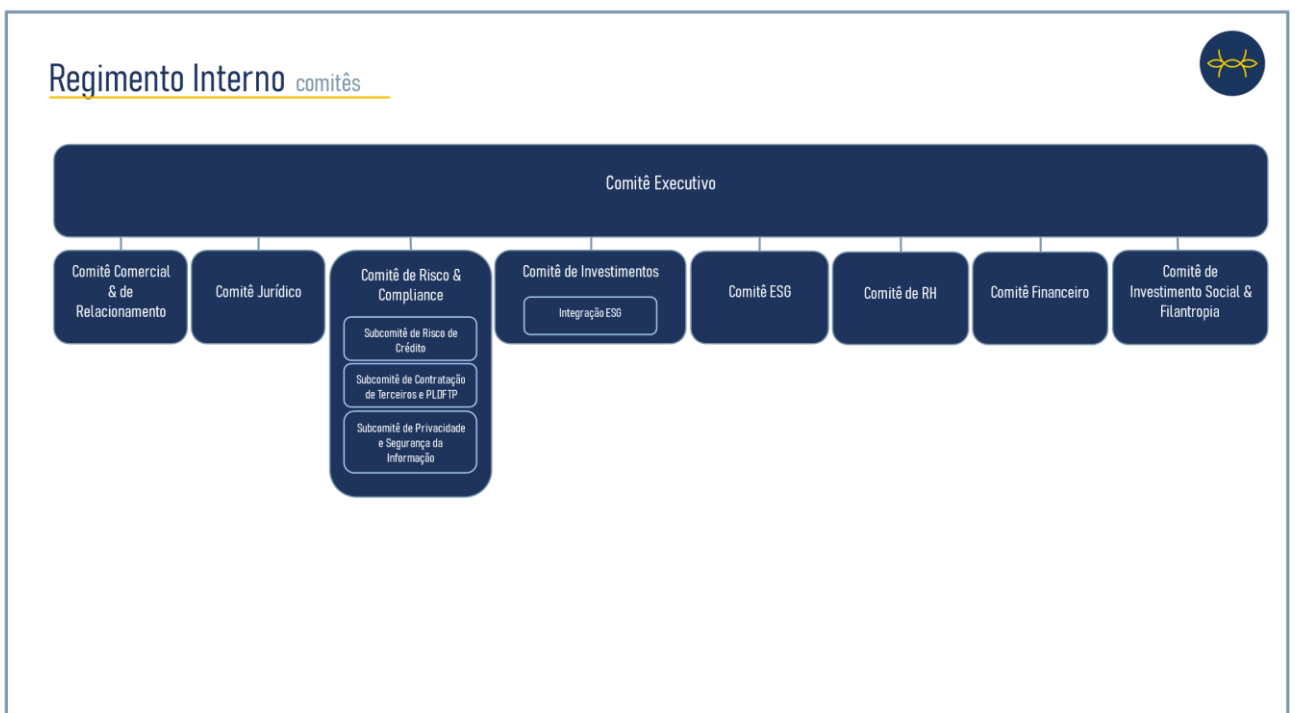 Regimento Interno comitês
Comitê Executivo
Comitê Comercial
& de
Relacionamento
Comitê Jurídico
Comitê de Risco &
Compliance
Subcomitê de Risco de
Crédito
Subcomitê de Contratação
de Terceiros e PLDFTP
Subcomitê de Privacidade
e Segurança da
Informação
Comitê de Investimentos
Integração ESG
Comitê ESG
Comitê de RH
Comitê Financeiro
Comitê de
Investimento Social &
Filantropia